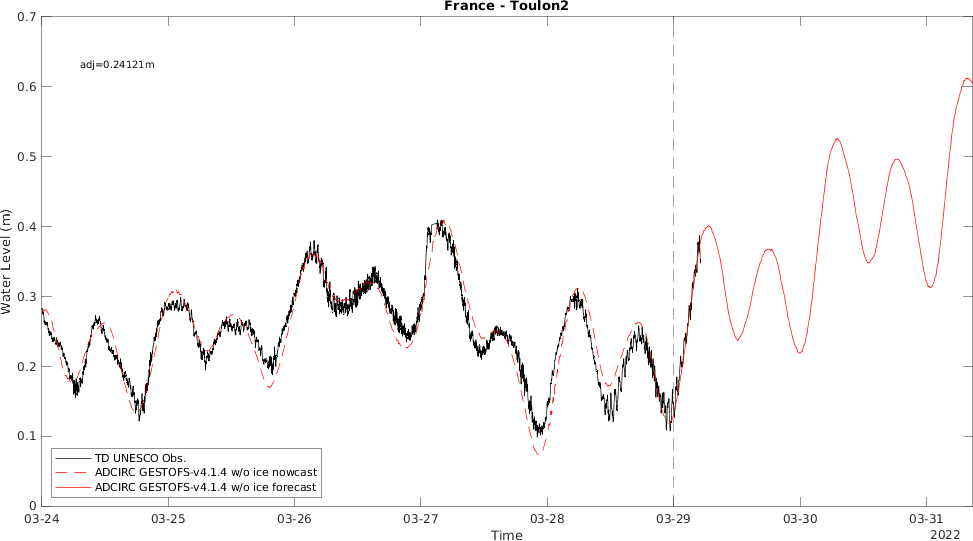 France - Toulon2
adj=0.24121m
0.7
0.6
0.5
0.4
0.3
0.2
0.1
0
Water Level (m)
TD UNESCO Obs.
ADCIRC GESTOFS-v4.1.4 w/o ice nowcast
ADCIRC GESTOFS-v4.1.4 w/o ice forecast
03-24 03-25 03-26 03-27 03-28 03-29 03-30 03-31
Time
2022